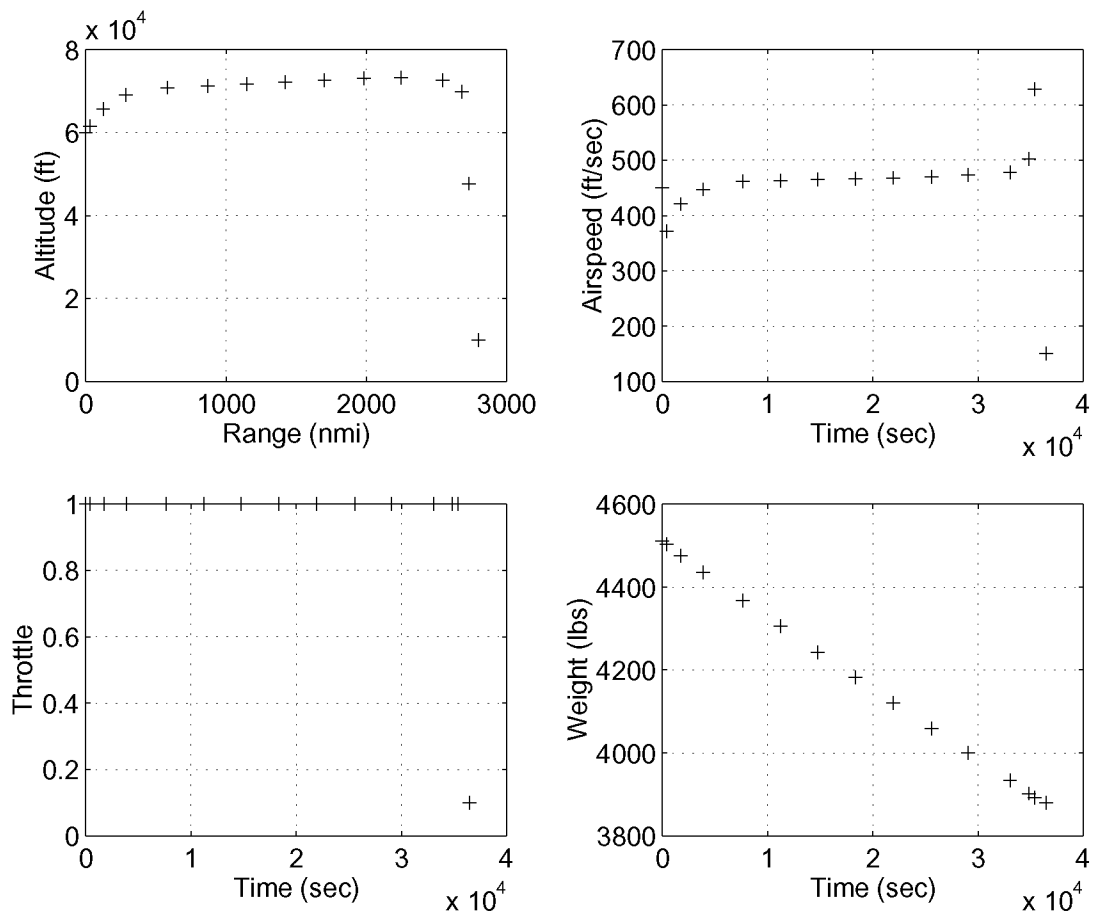 x 10^4
8
6
4
2
0
Altitude (ft)
0 1000 2000 3000
Range (nmi)
700
600
500
400
300
200
100
Airspeed (ft/sec)
0 1 2 3 4
Time (sec)
x 10^4
1
0.8
0.6
0.4
0.2
0
Throttle
0 1 2 3 4
Time (sec)
x 10^4
4600
4400
4200
4000
3800
Weight (lbs)
0 1 2 3 4
Time (sec)
x 10^4